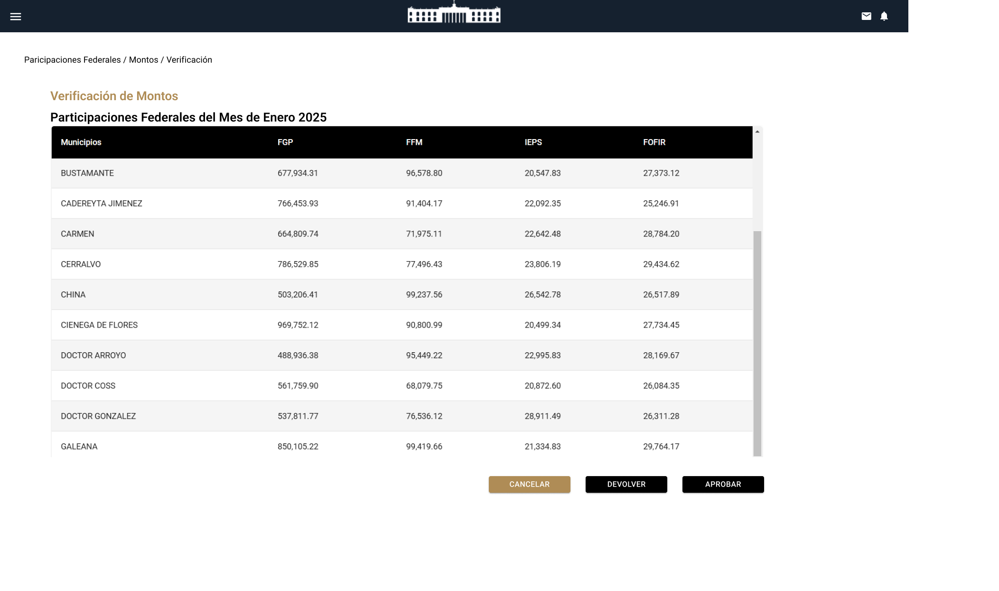 Paricipaciones Federales / Montos / Verificación
Verificación de Montos
Participaciones Federales del Mes de Enero 2025
Municipios FGP FFM IEPS FOFIR
BUSTAMANTE 677,934.31 96,578.80 20,547.83 27,373.12
CADEREYTA JIMENEZ 766,453.93 91,404.17 22,092.35 25,246.91
CARMEN 664,809.74 71,975.11 22,642.48 28,784.20
CERRALVO 786,529.85 77,496.43 23,806.19 29,434.62
CHINA 503,206.41 99,237.56 26,542.78 26,517.89
CIENEGA DE FLORES 969,752.12 90,800.99 20,499.34 27,734.45
DOCTOR ARROYO 488,936.38 95,449.22 22,995.83 28,169.67
DOCTOR COSS 561,759.90 68,079.75 20,872.60 26,084.35
DOCTOR GONZALEZ 537,811.77 76,536.12 28,911.49 26,311.28
GALEANA 850,105.22 99,419.66 21,334.83 29,764.17
CANCELAR DEVOLVER APROBAR